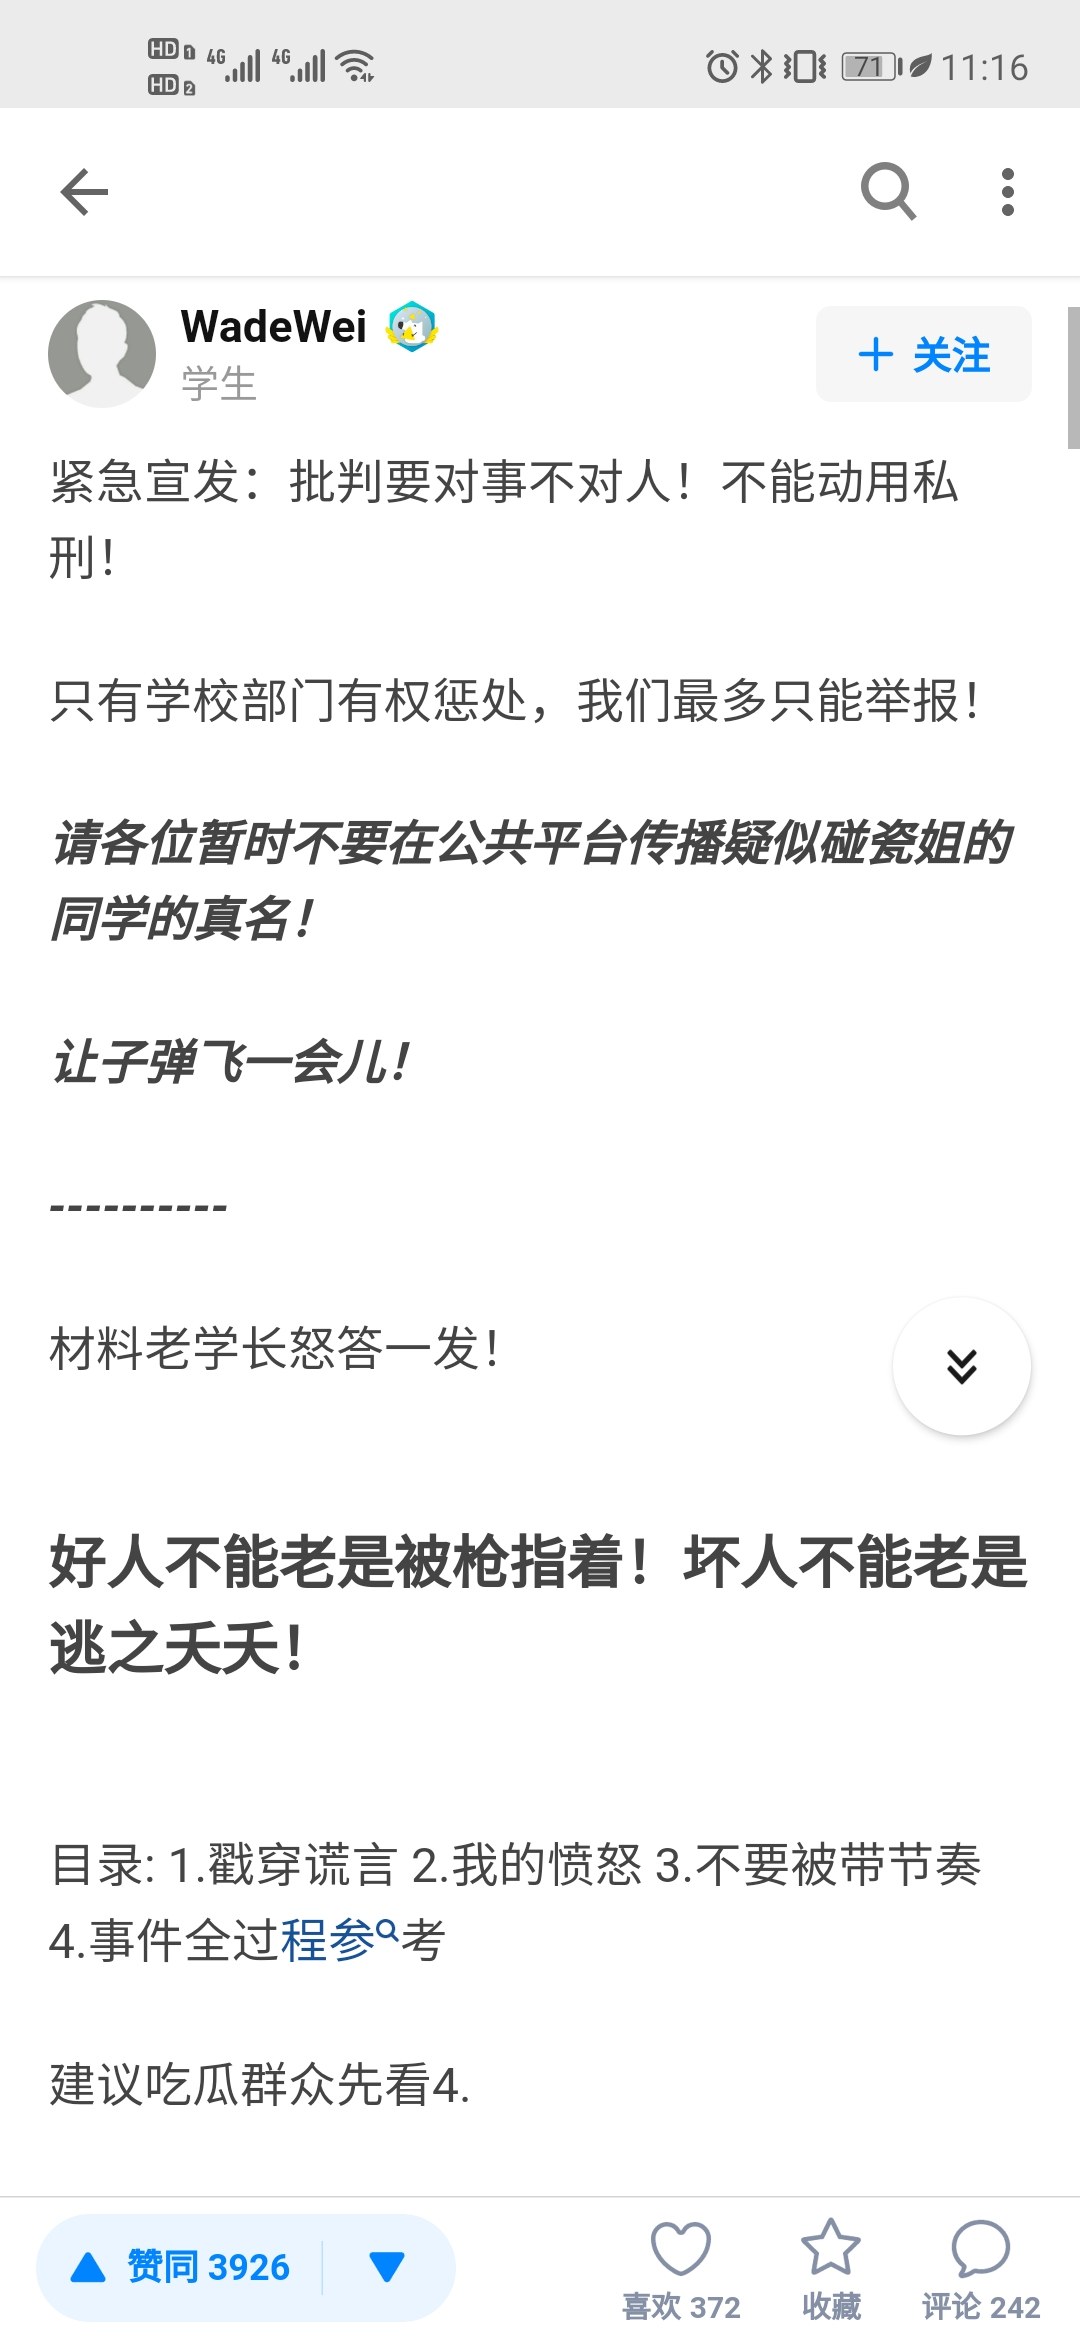 HD 1 4G 4G
HD 2
71 11:16
WadeWei
学生
+ 关注
紧急宣发：批判要对事不对人！不能动用私
刑！
只有学校部门有权惩处，我们最多只能举报！
请各位暂时不要在公共平台传播疑似碰瓷姐的
同学的真名！
让子弹飞一会儿！
----------
材料老学长怒答一发！
好人不能老是被枪指着！坏人不能老是
逃之夭夭！
目录: 1.戳穿谎言 2.我的愤怒 3.不要被带节奏
4.事件全过程参考
建议吃瓜群众先看4.
赞同 3926
喜欢 372
收藏
评论 242